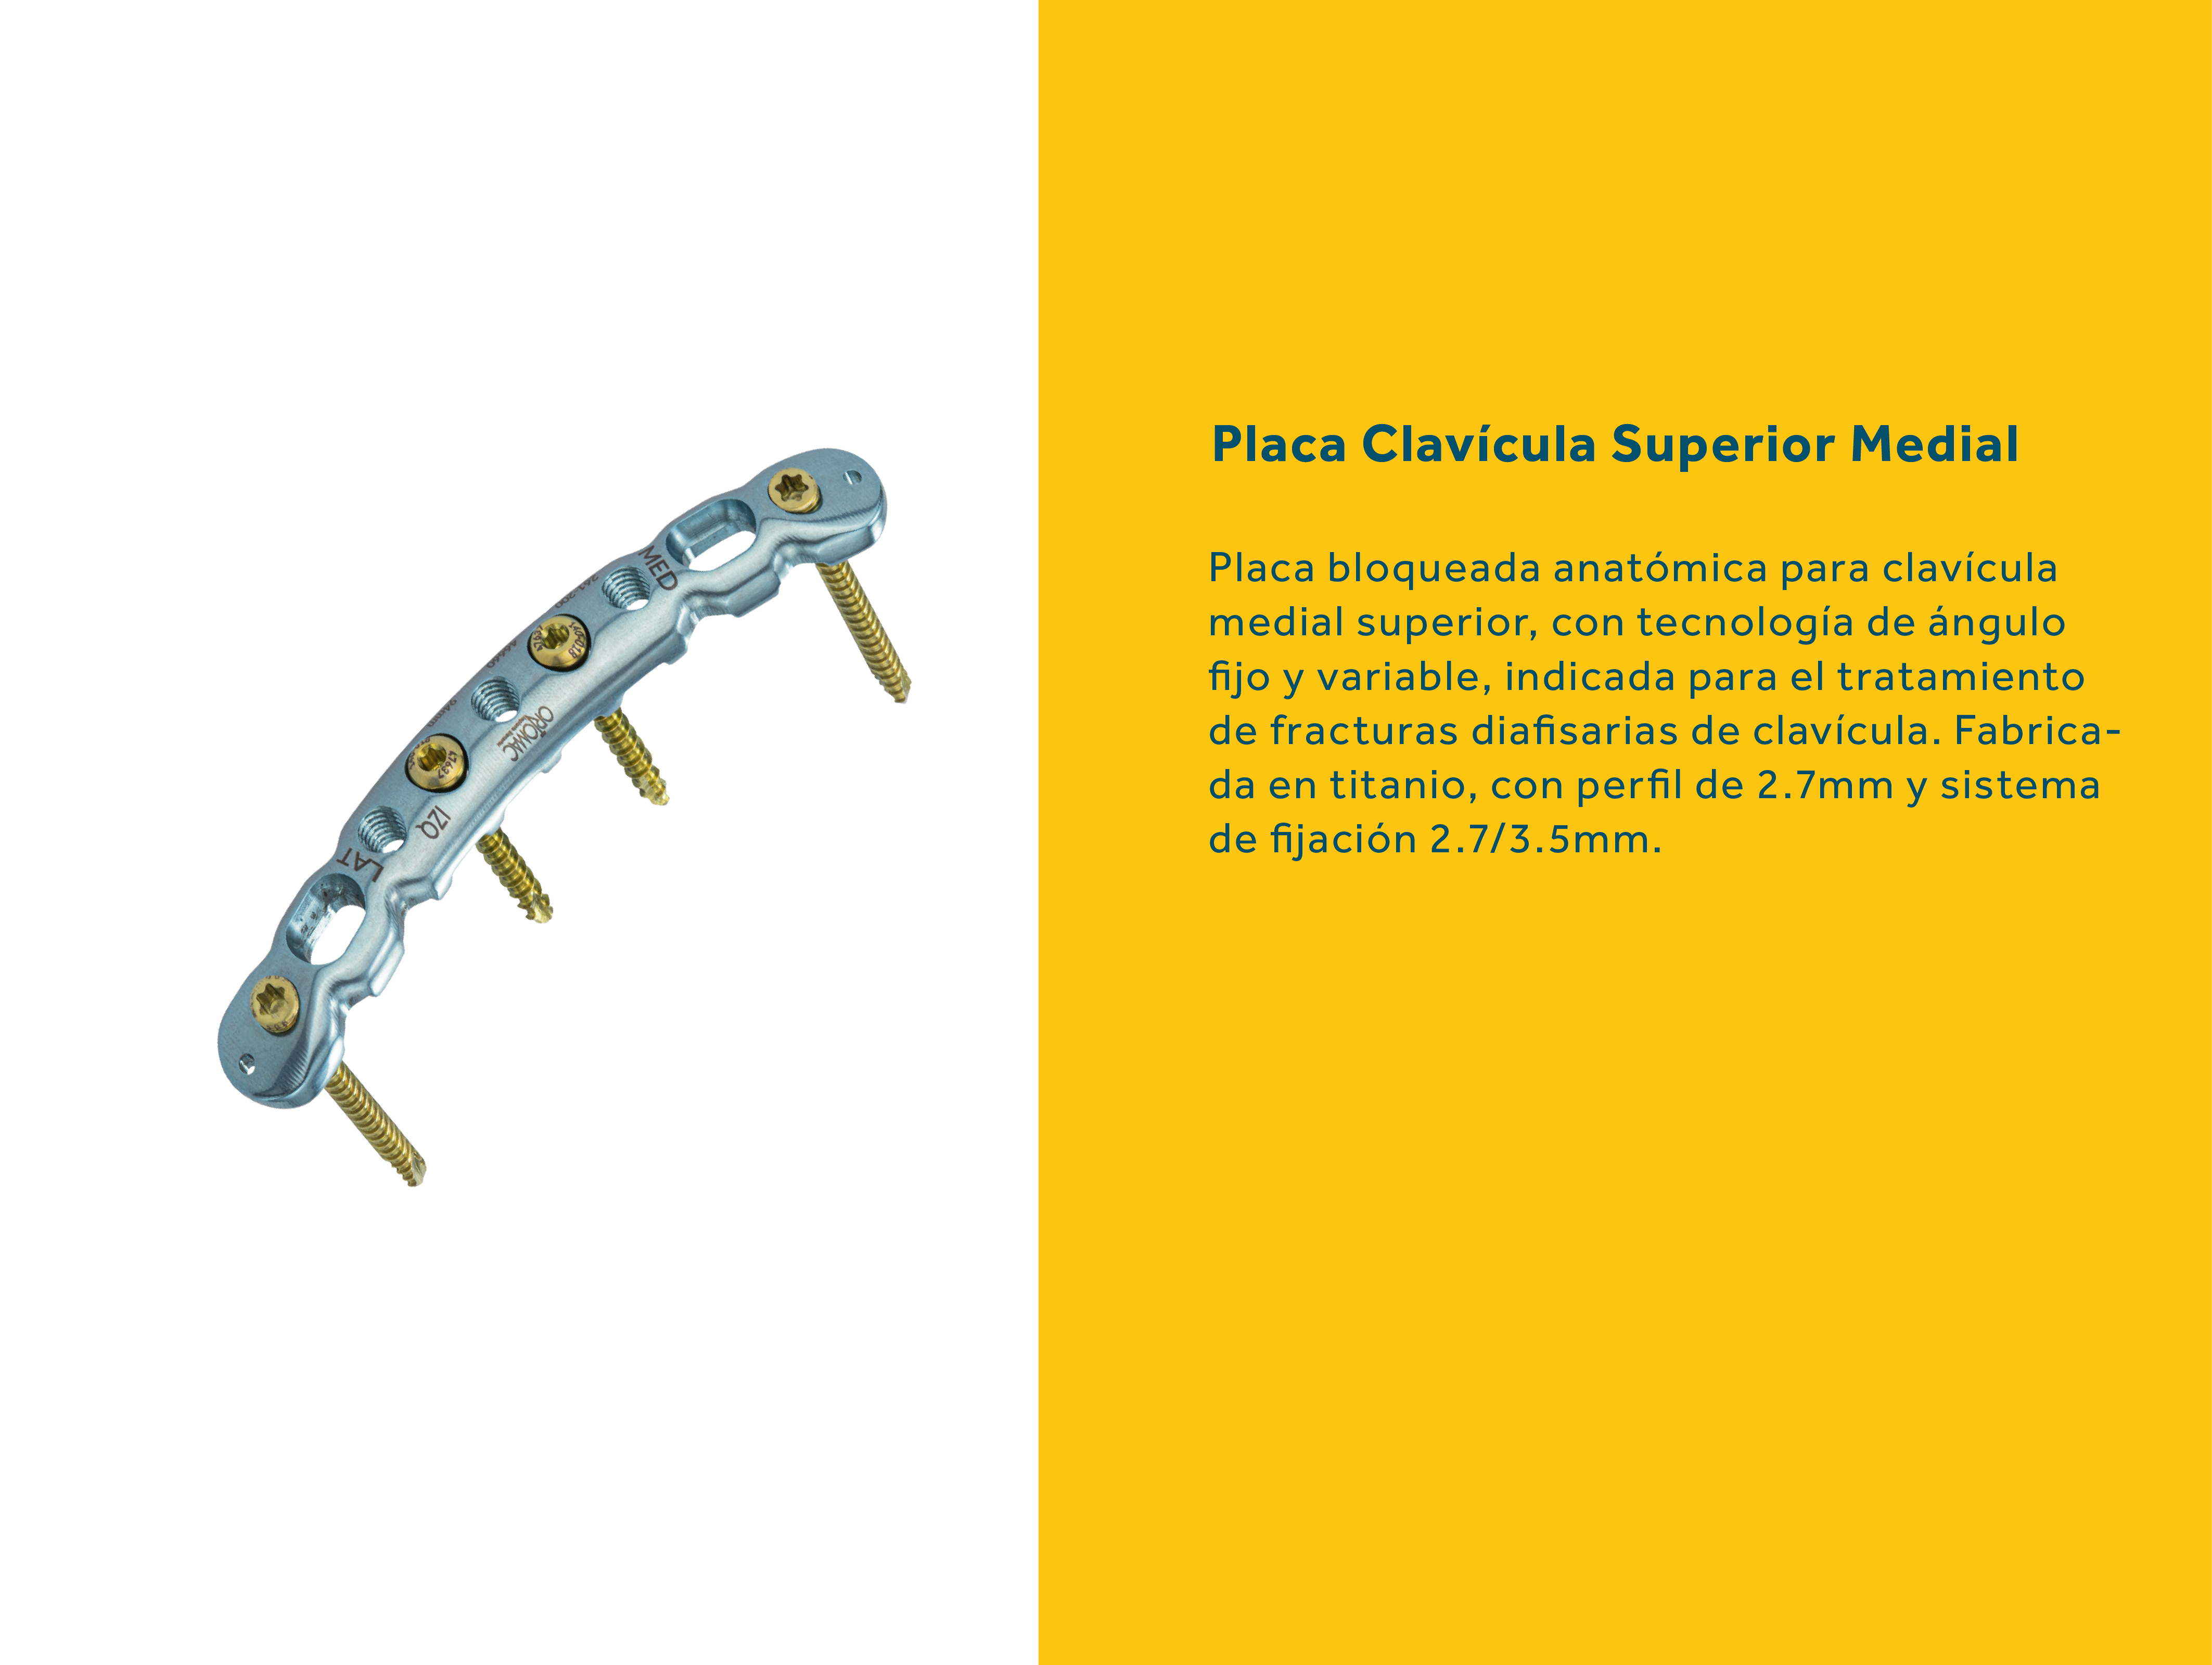 Placa Clavícula Superior Medial
Placa bloqueada anatómica para clavícula
medial superior, con tecnología de ángulo
fijo y variable, indicada para el tratamiento
de fracturas diafisarias de clavícula. Fabrica-
da en titanio, con perfil de 2.7mm y sistema
de fijación 2.7/3.5mm.
MED
ORTOMAC
IZQ
LAT